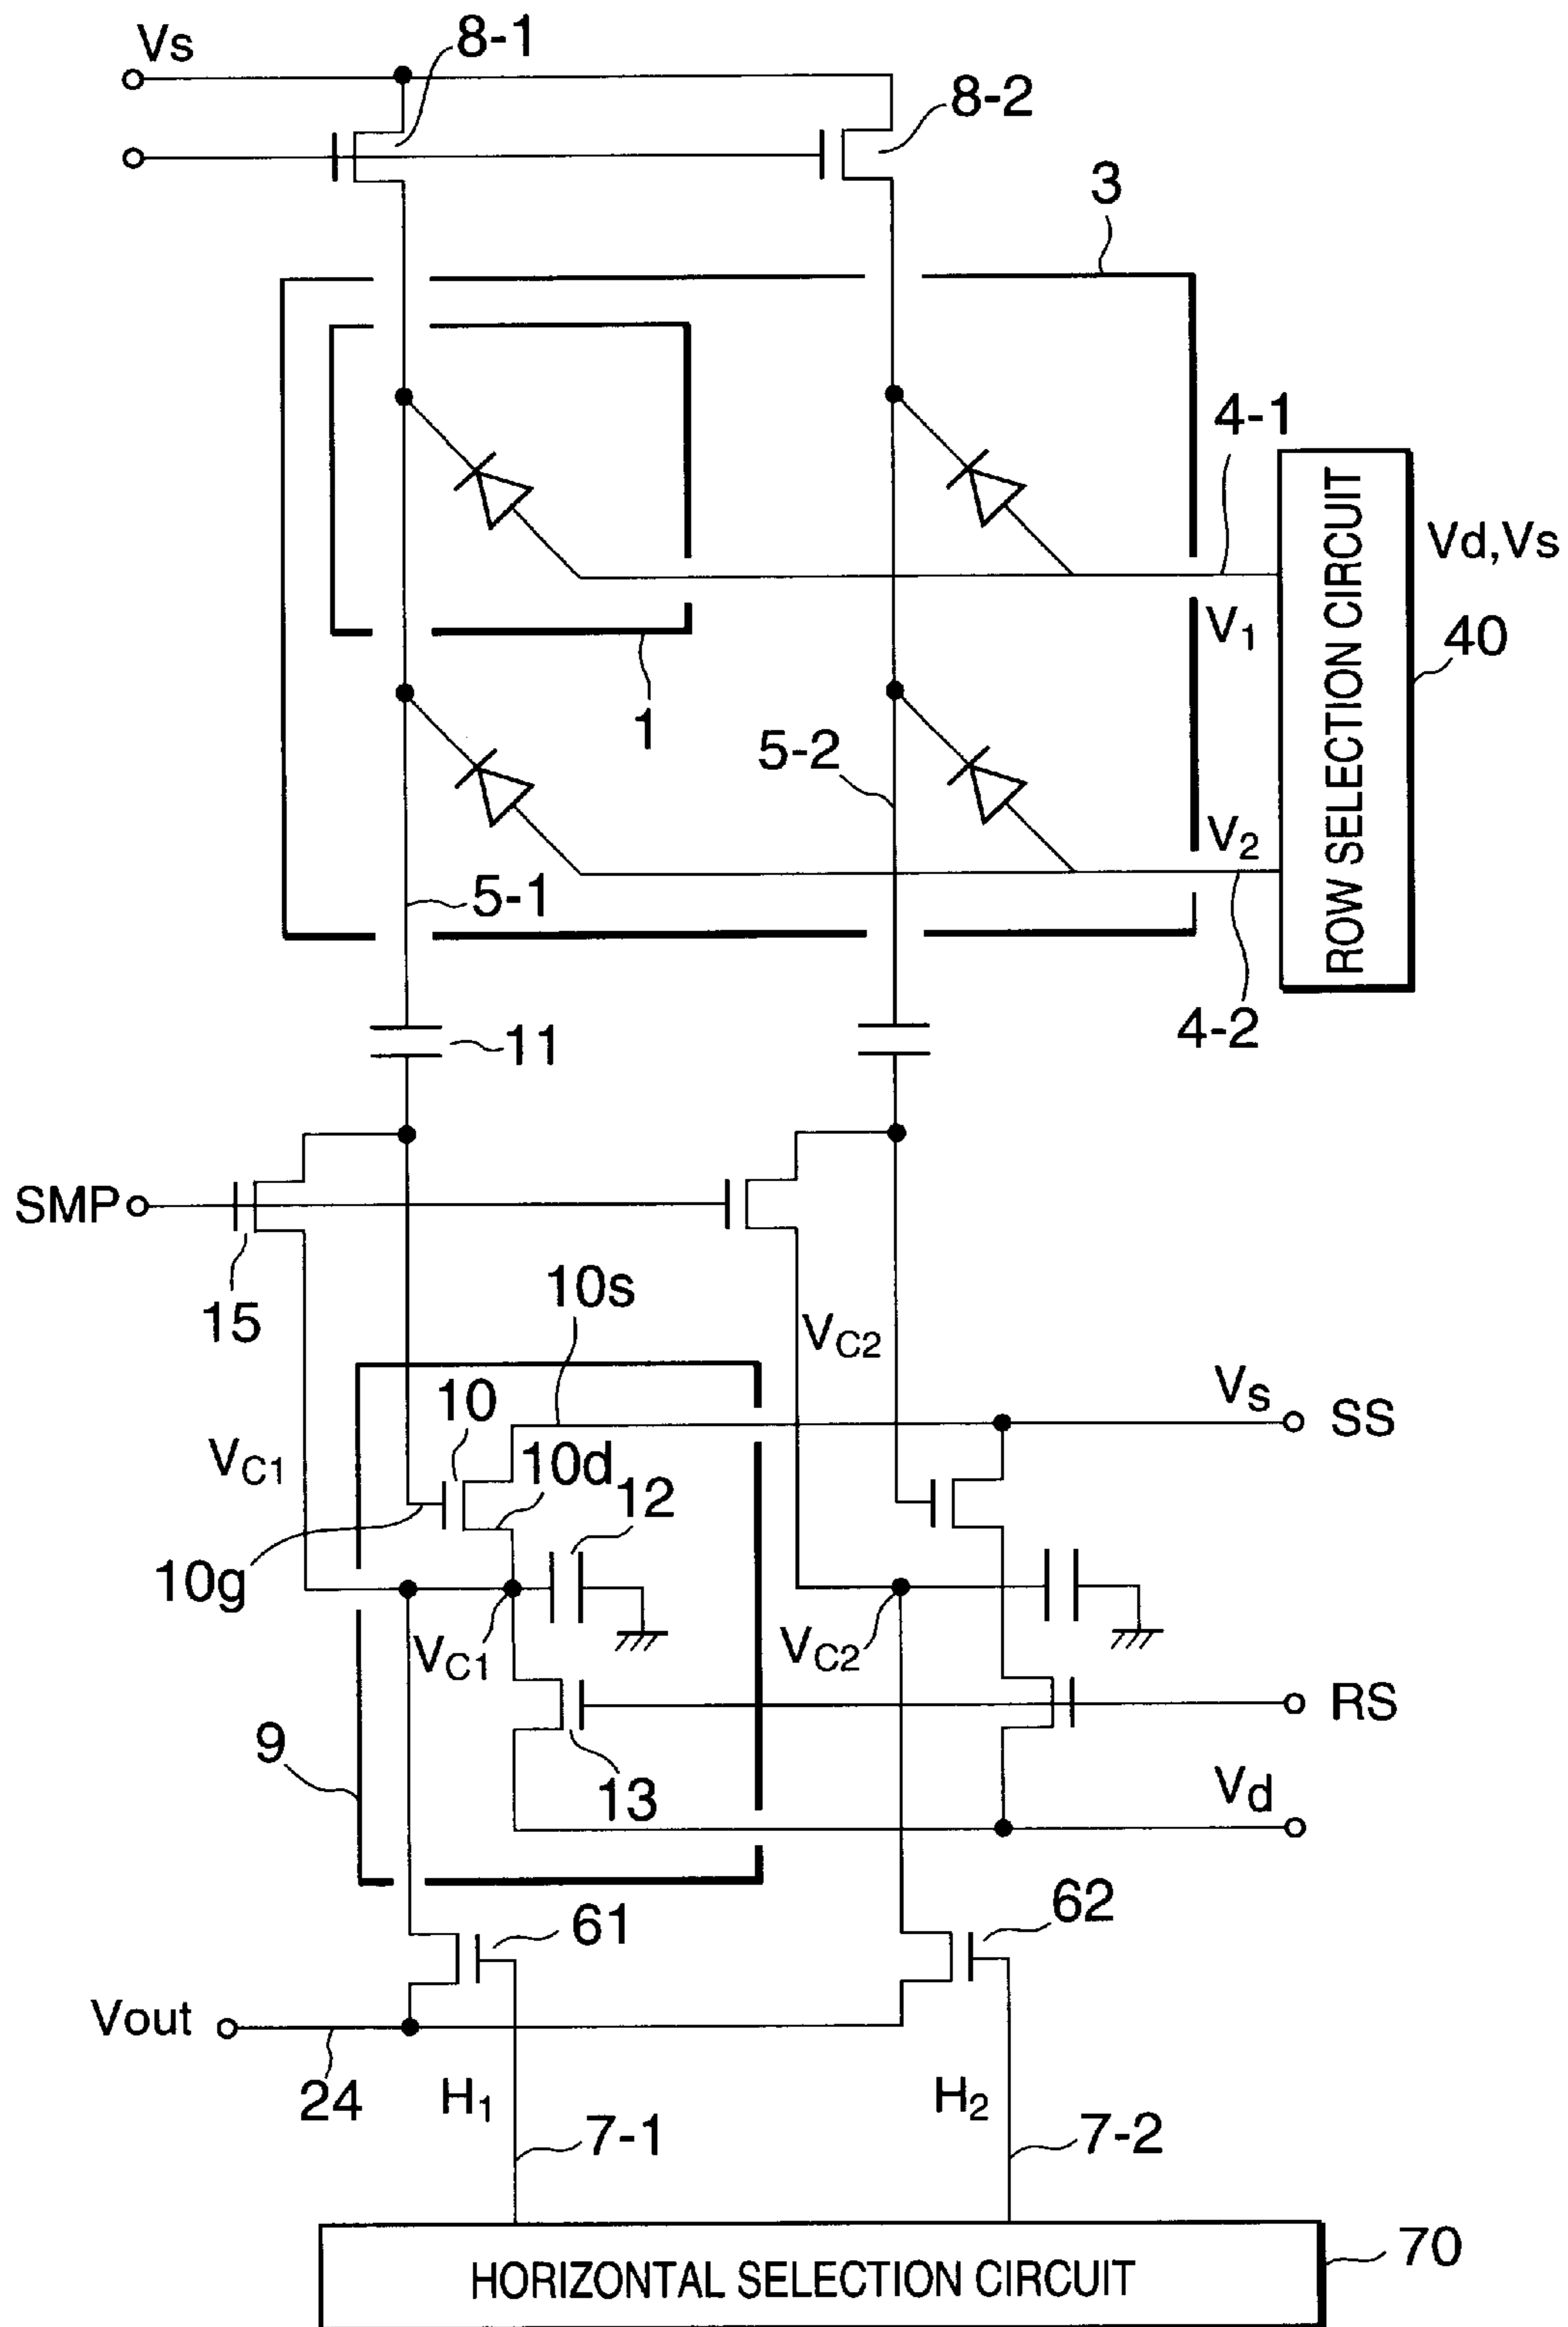 Vs
8-1
8-2
3
4-1
Vd,Vs
ROW SELECTION CIRCUIT
V1
40
1
5-2
V2
5-1
4-2
11
SMP
15
10s
VC2
Vs
SS
10
VC1
10d
12
10g
VC1
VC2
RS
9
13
Vd
62
61
Vout
24
H1
H2
7-1
7-2
70
HORIZONTAL SELECTION CIRCUIT